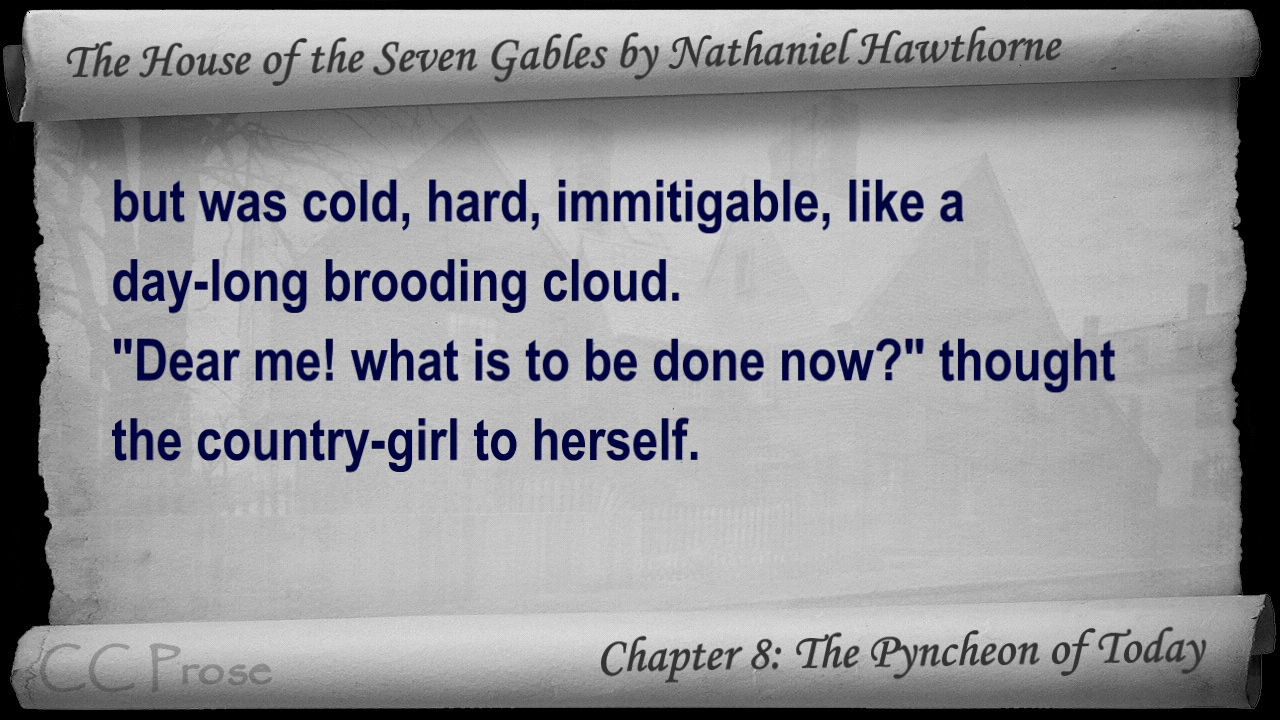 The House of the Seven Gables by Nathaniel Hawthorne
but was cold, hard, immitigable, like a
day-long brooding cloud.
"Dear me! what is to be done now?" thought
the country-girl to herself.
CC Prose
Chapter 8: The Pyncheon of Today